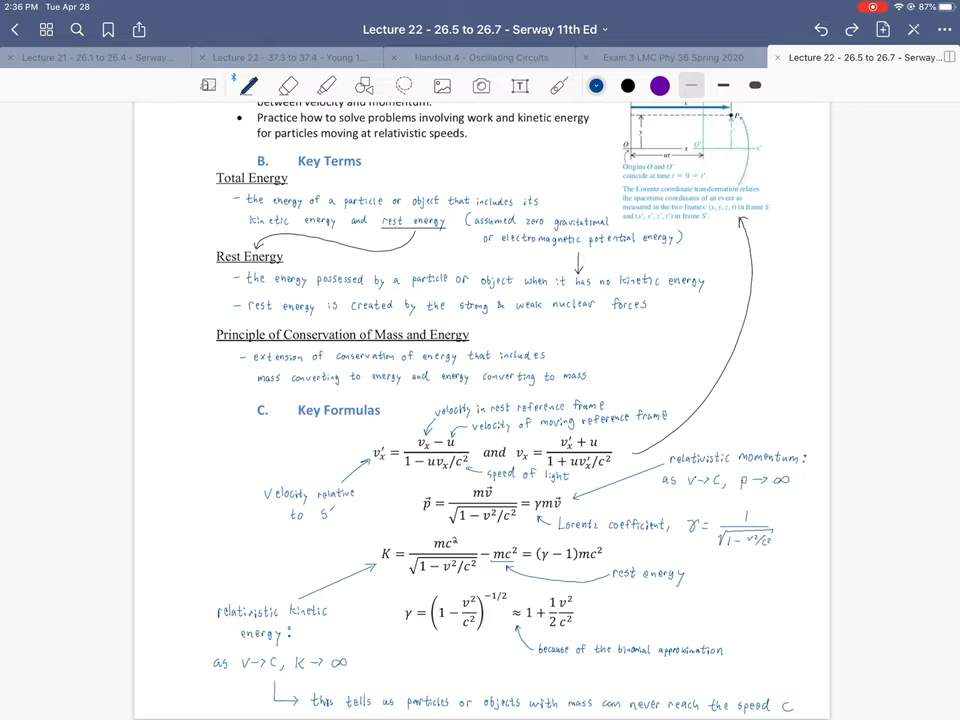 2:36 PM Tue Apr 28
87%
Lecture 22 - 26.5 to 26.7 - Serway 11th Ed
Lecture 21 - 26.1 to 26.4 - Serway...
Lecture 22 - 37.3 to 37.4 - Young 1...
Handout 4 - Oscillating Circuits
Exam 3 LMC Phy 36 Spring 2020
Lecture 22 - 26.5 to 26.7 - Serway...
between velocity and momentum.
• Practice how to solve problems involving work and kinetic energy
for particles moving at relativistic speeds.
x
P
y
y'
O
ut
x
O'
x'
Origins O and O'
coincide at time t = 0 = t'.
The Lorentz coordinate transformation relates
the spacetime coordinates of an event as
measured in the two frames: (x, y, z, t) in frame S
and (x', y', z', t') in frame S'.
B. Key Terms
Total Energy
- the energy of a particle or object that includes its
kinetic energy and rest energy (assumed zero gravitational
or electromagnetic potential energy)
Rest Energy
- the energy possessed by a particle or object when it has no kinetic energy
- rest energy is created by the strong & weak nuclear forces
Principle of Conservation of Mass and Energy
- extension of conservation of energy that includes
mass converting to energy and energy converting to mass
C. Key Formulas
velocity in rest reference frame
velocity of moving reference frame
v'ₓ = (vₓ − u)/(1 − uvₓ/c²) and vₓ = (v'ₓ + u)/(1 + uv'ₓ/c²)
speed of light
velocity relative
to S'
relativistic momentum:
as v→c, p→∞
p⃗ = mv⃗/√(1 − v²/c²) = γmv⃗
Lorentz coefficient, γ = 1/√(1 − v²/c²)
K = mc²/√(1 − v²/c²) − mc² = (γ − 1)mc²
rest energy
relativistic kinetic
energy:
as v→c, K→∞
γ = (1 − v²/c²)^(−1/2) ≈ 1 + (1/2)(v²/c²)
because of the binomial approximation
this tells us particles or objects with mass can never reach the speed c